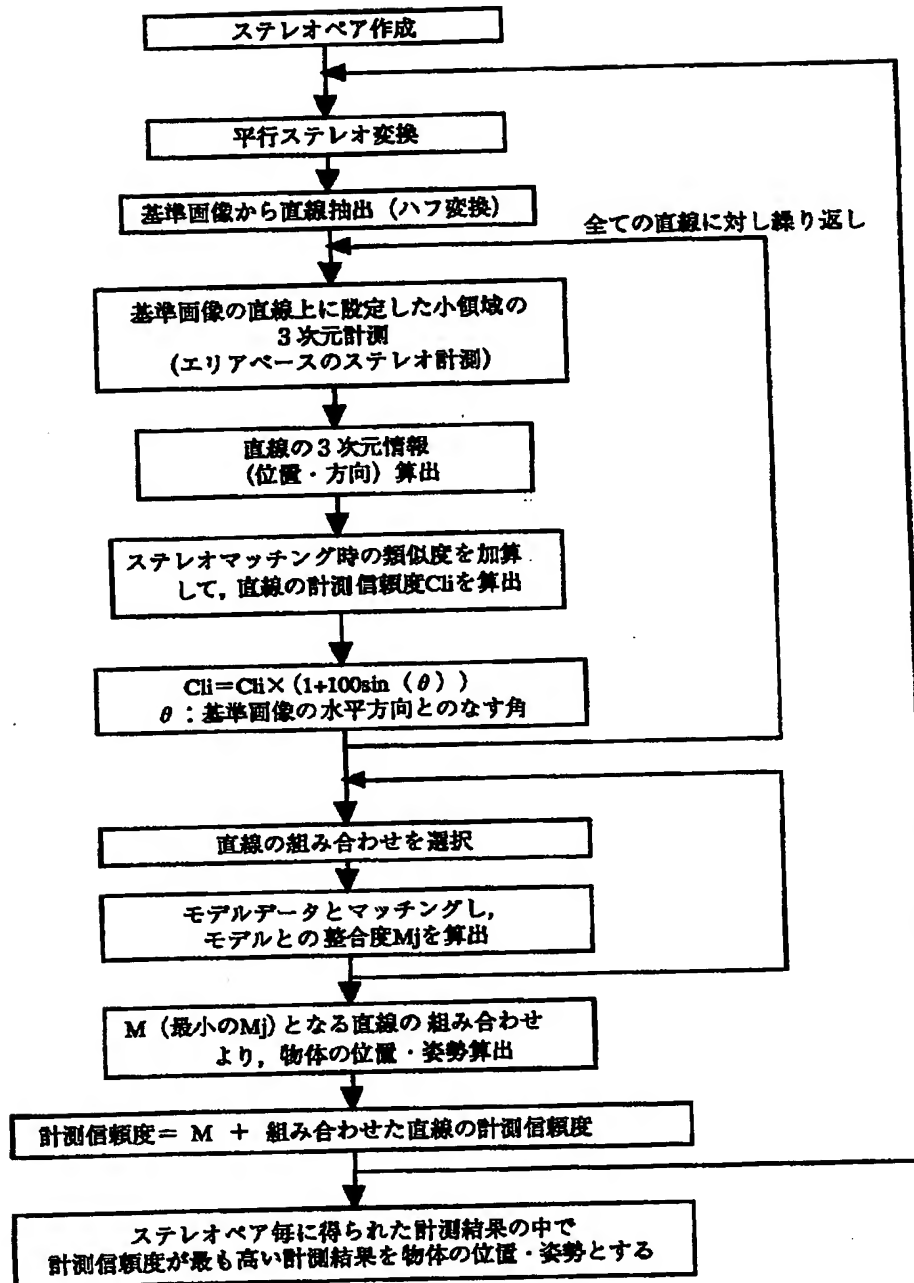 ステレオペア作成
平行ステレオ変換
基準画像から直線抽出（ハフ変換）
全ての直線に対し繰り返し
基準画像の直線上に設定した小領域の
３次元計測
（エリアベースのステレオ計測）
直線の３次元情報
（位置・方向）算出
ステレオマッチング時の類似度を加算
して，直線の計測信頼度Cliを算出
Cli＝Cli×（1+100sin（θ））
θ：基準画像の水平方向とのなす角
直線の組み合わせを選択
モデルデータとマッチングし，
モデルとの整合度Mjを算出
M（最小のMj）となる直線の組み合わせ
より，物体の位置・姿勢算出
計測信頼度＝ M ＋ 組み合わせた直線の計測信頼度
ステレオペア毎に得られた計測結果の中で
計測信頼度が最も高い計測結果を物体の位置・姿勢とする